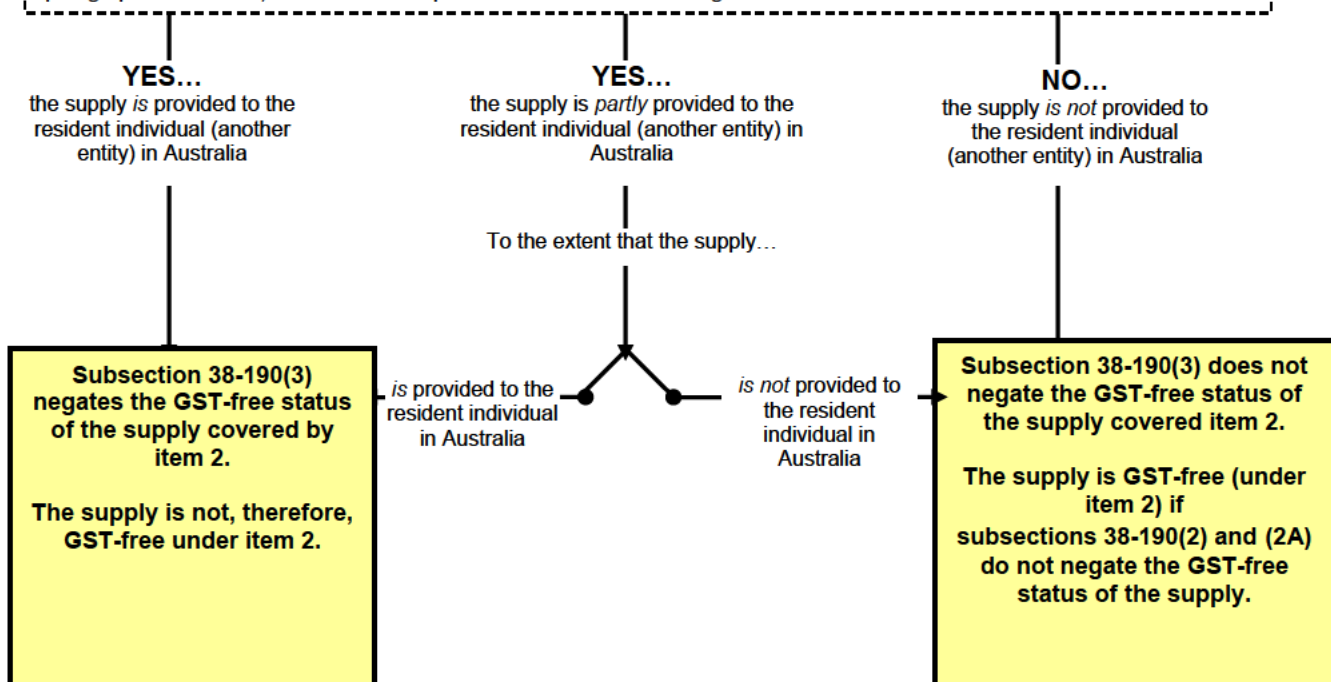 YES…
the supply is provided to the
resident individual (another
entity) in Australia
YES…
the supply is partly provided to the
resident individual (another entity) in
Australia
NO…
the supply is not provided to
the resident individual
(another entity) in Australia
To the extent that the supply…
Subsection 38-190(3)
negates the GST-free status
of the supply covered by
item 2.
The supply is not, therefore,
GST-free under item 2.
is provided to the
resident individual
in Australia
is not provided to
the resident
individual in
Australia
Subsection 38-190(3) does not
negate the GST-free status of
the supply covered item 2.
The supply is GST-free (under
item 2) if
subsections 38-190(2) and (2A)
do not negate the GST-free
status of the supply.